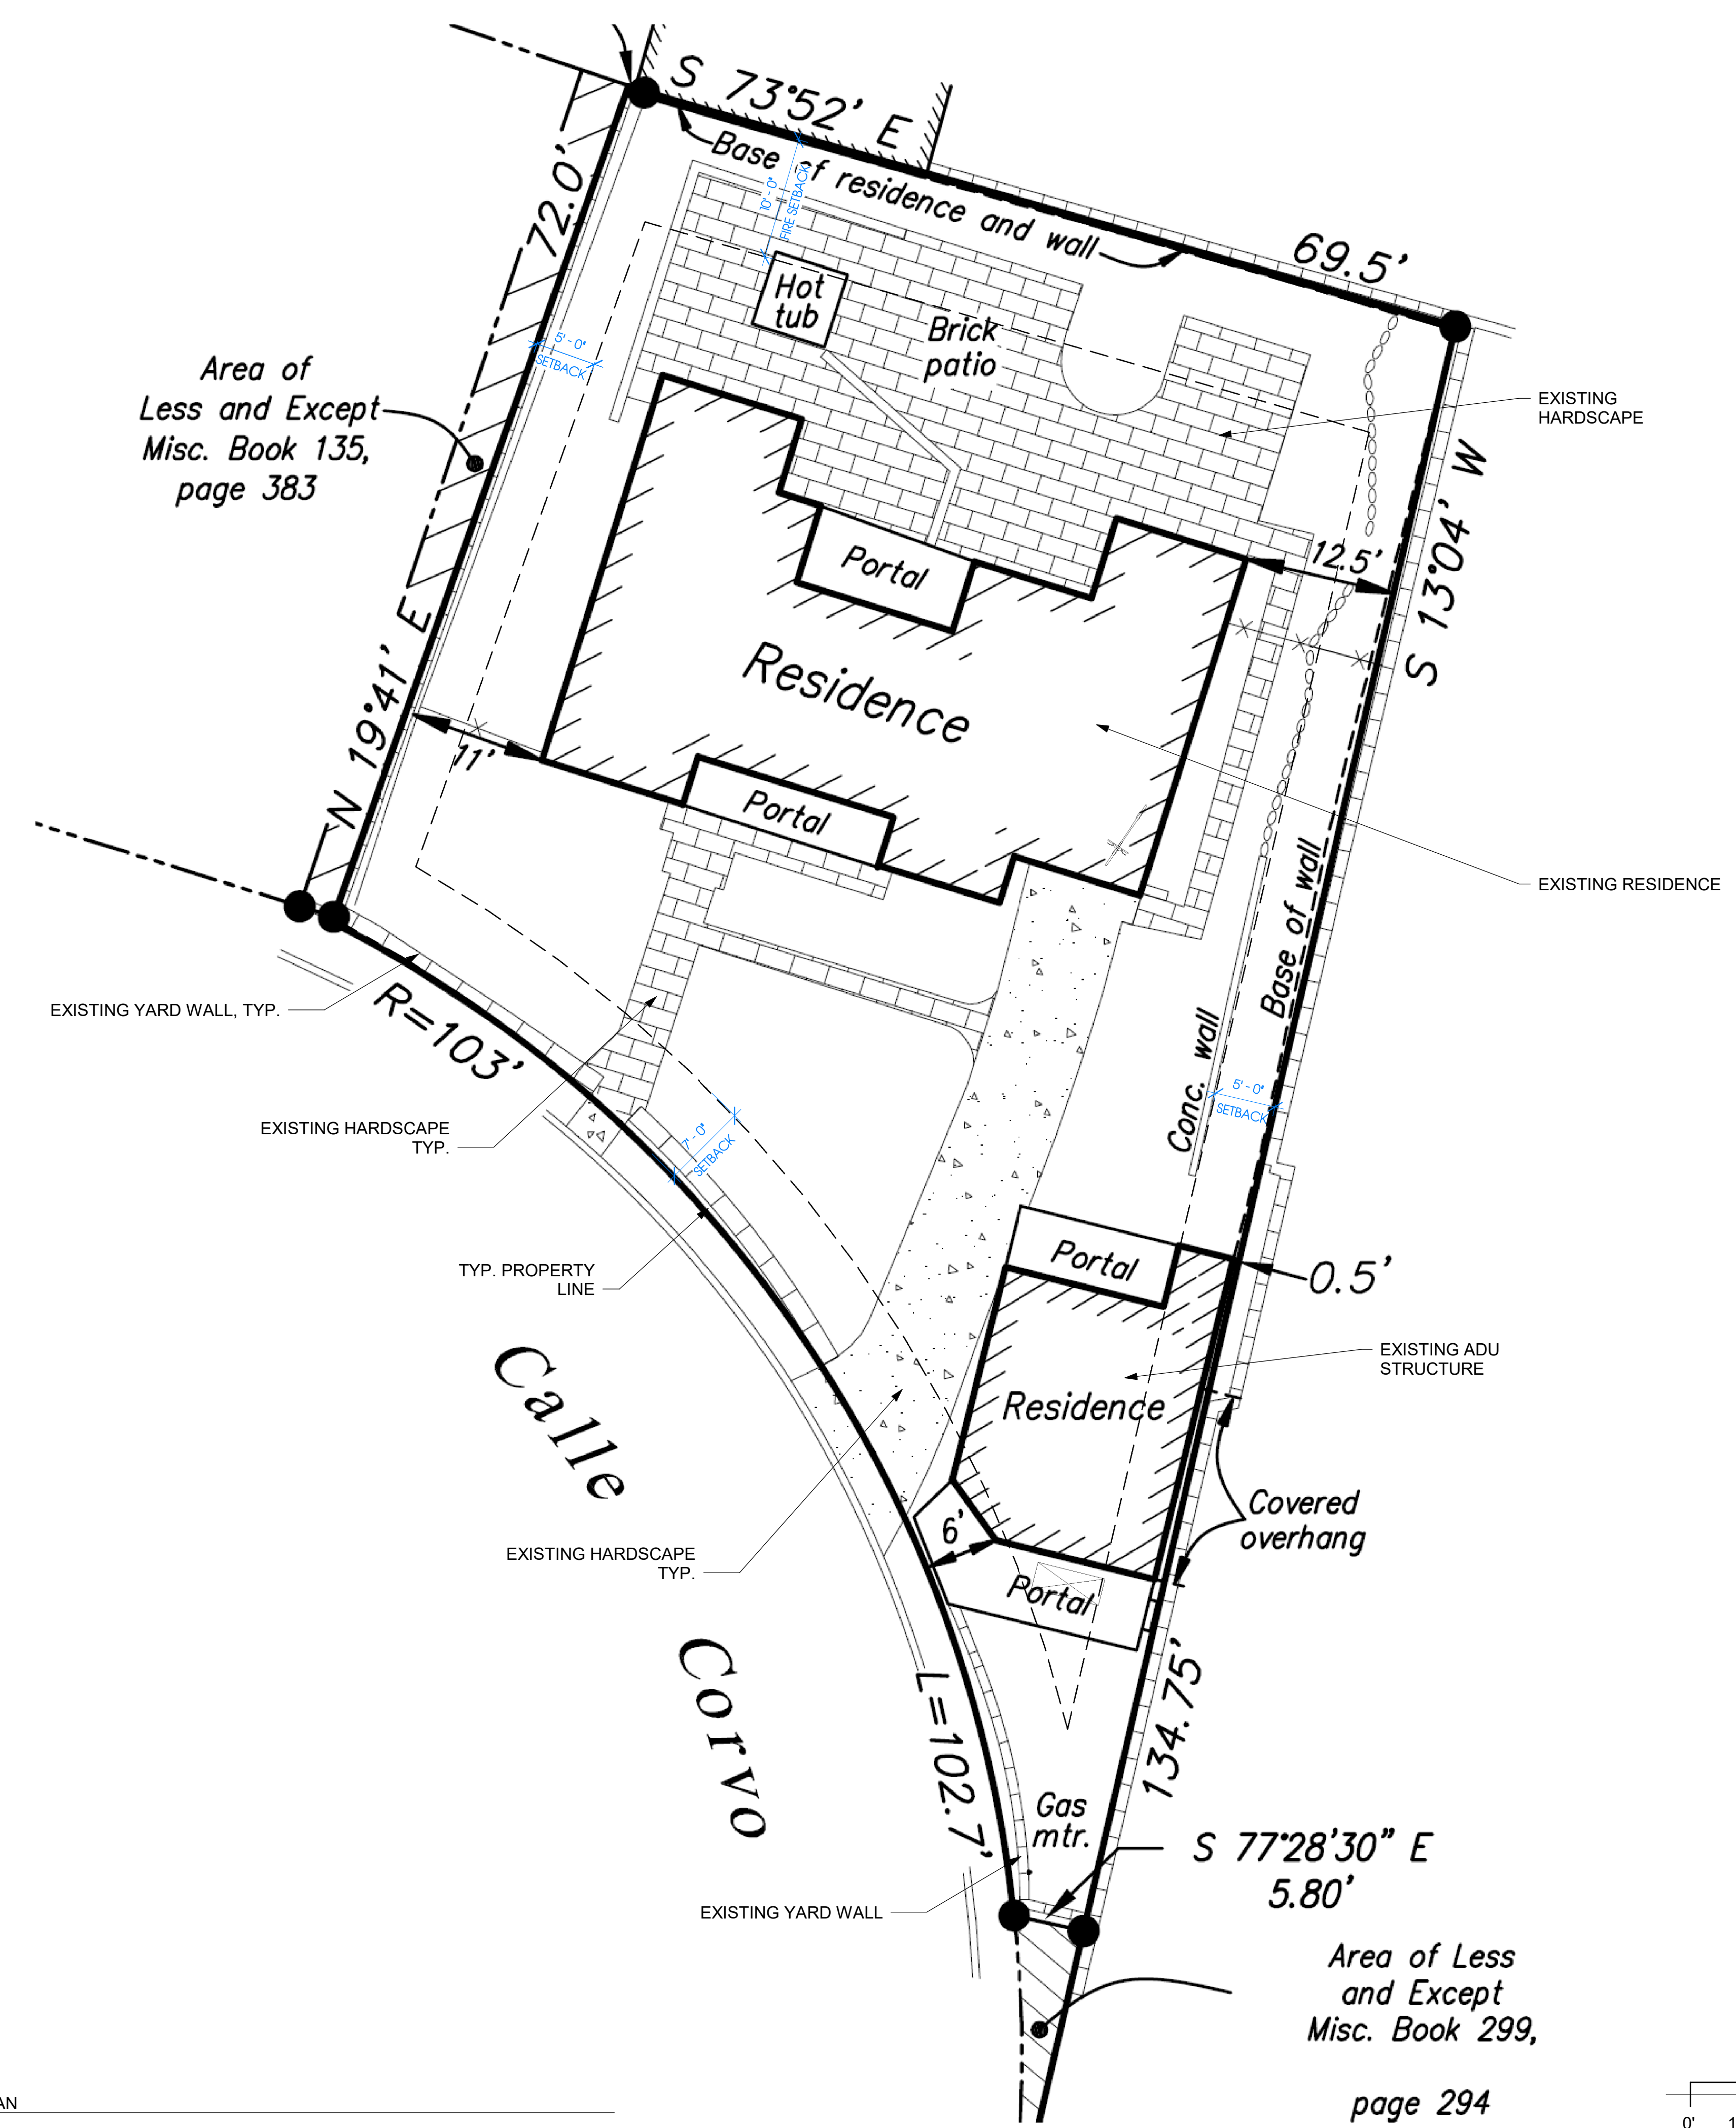 S 73°52' E
72.0'
Base of residence and wall
69.5'
10' - 0"
FIRE SETBACK
Hot
tub
Brick
patio
5' - 0"
SETBACK
Area of
Less and Except
Misc. Book 135,
page 383
EXISTING
HARDSCAPE
12.5'
S 13°04' W
Portal
Residence
N 19°41' E
11'
Portal
EXISTING RESIDENCE
Base of wall
EXISTING YARD WALL, TYP.
R=103'
Conc. wall
5' - 0"
SETBACK
EXISTING HARDSCAPE
TYP.
7' - 0"
SETBACK
TYP. PROPERTY
LINE
Portal
0.5'
EXISTING ADU
STRUCTURE
Residence
Calle
Corvo
Covered
overhang
6'
EXISTING HARDSCAPE
TYP.
Portal
L=102.7'
134.75'
Gas
mtr.
S 77°28'30" E
5.80'
EXISTING YARD WALL
Area of Less
and Except
Misc. Book 299,
page 294
AN
0'
1